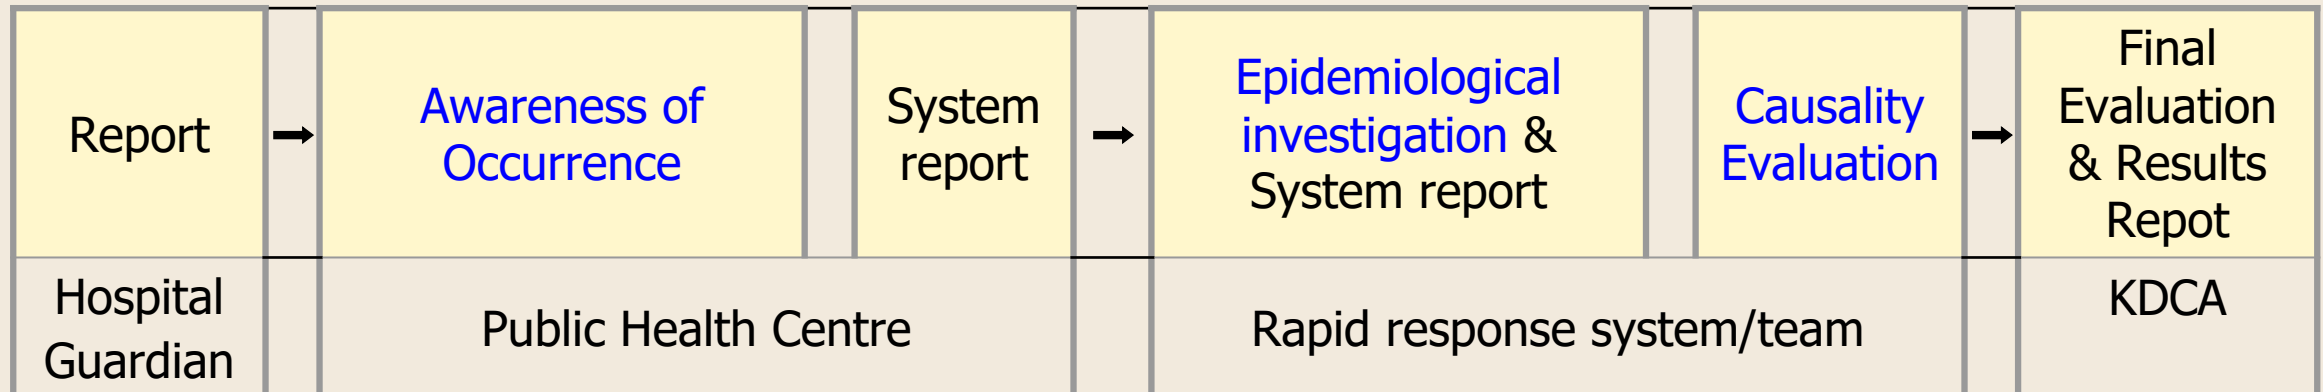 Report
Awareness of
Occurrence
System
report
Epidemiological
investigation &
System report
Causality
Evaluation
Final
Evaluation
& Results
Repot
Hospital
Guardian
Public Health Centre
Rapid response system/team
KDCA